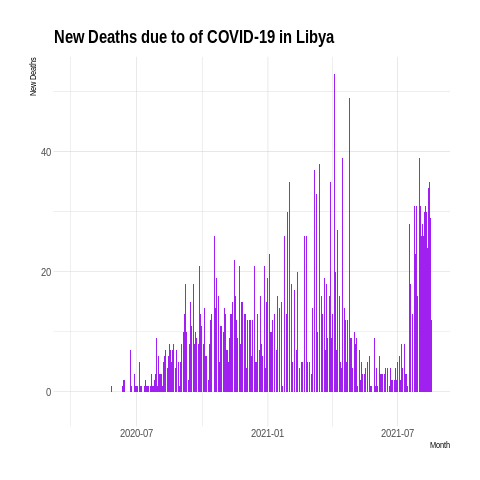 New Deaths due to of COVID-19 in Libya
New Deaths
40
20
0
2020-07
2021-01
2021-07
Month